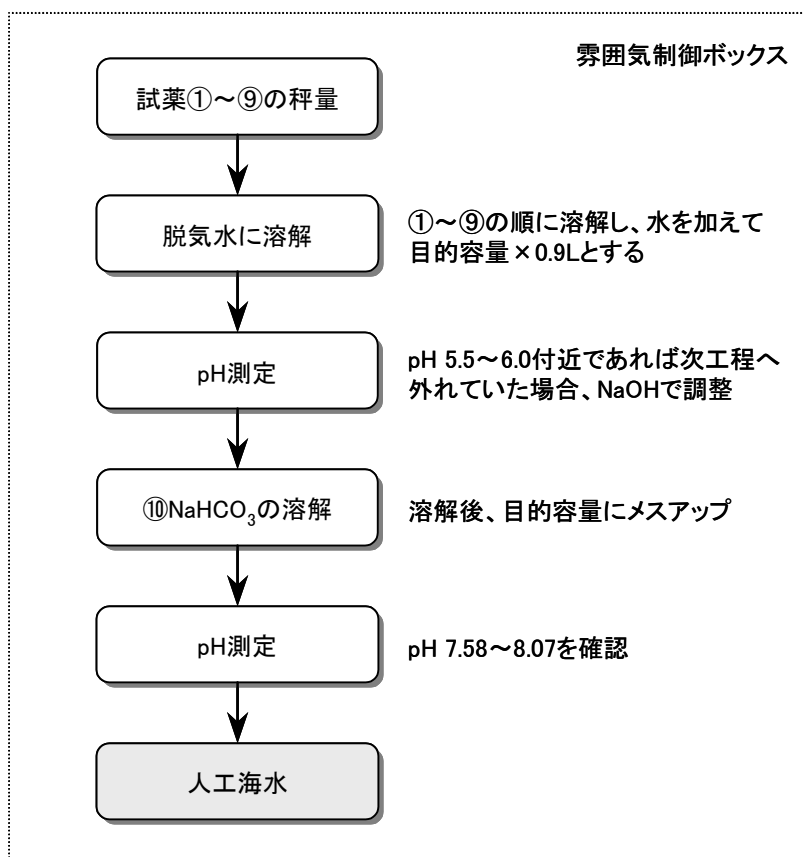 雰囲気制御ボックス
試薬①～⑨の秤量
脱気水に溶解
①～⑨の順に溶解し、水を加えて
目的容量×0.9Lとする
pH測定
pH 5.5～6.0付近であれば次工程へ
外れていた場合、NaOHで調整
⑩NaHCO₃の溶解
溶解後、目的容量にメスアップ
pH測定
pH 7.58～8.07を確認
人工海水